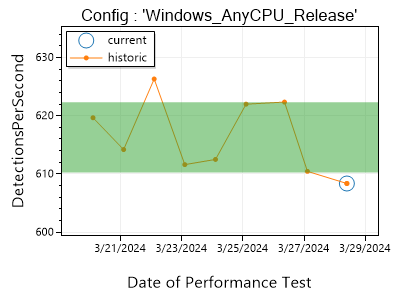 Config : 'Windows_AnyCPU_Release'
current
historic
DetectionsPerSecond
630
620
610
600
3/21/2024
3/23/2024
3/25/2024
3/27/2024
3/29/2024
Date of Performance Test